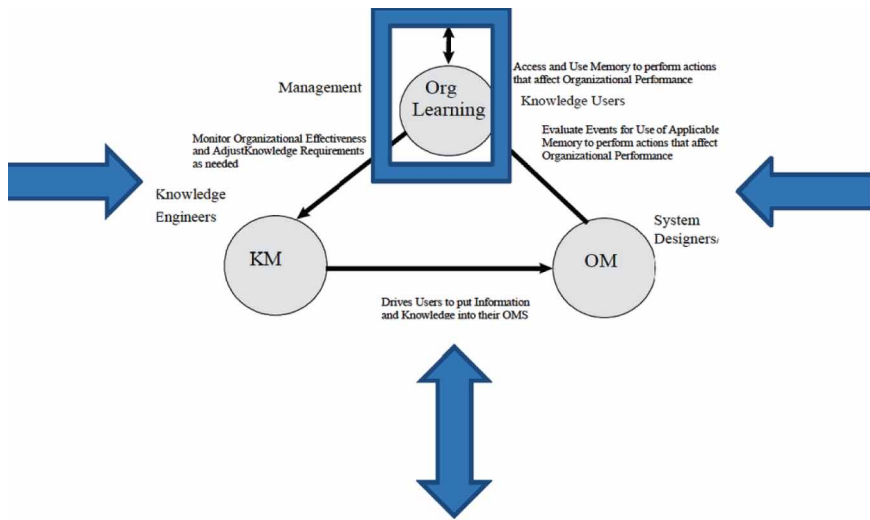 Access and Use Memory to perform actions
that affect Organizational Performance
Management
Org
Learning
Knowledge Users
Monitor Organizational Effectiveness
and AdjustKnowledge Requirements
as needed
Evaluate Events for Use of Applicable
Memory to perform actions that affect
Organizational Performance
Knowledge
Engineers
System
Designers/
KM
OM
Drives Users to put Information
and Knowledge into their OMS